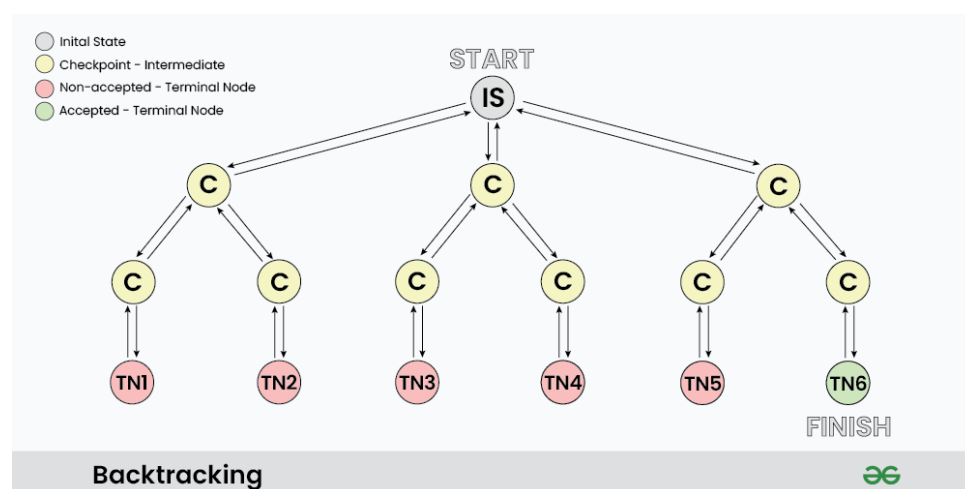 Inital State
Checkpoint - Intermediate
Non-accepted - Terminal Node
Accepted - Terminal Node
START
IS
C C C
C C C C C C
TN1 TN2 TN3 TN4 TN5 TN6
FINISH
Backtracking